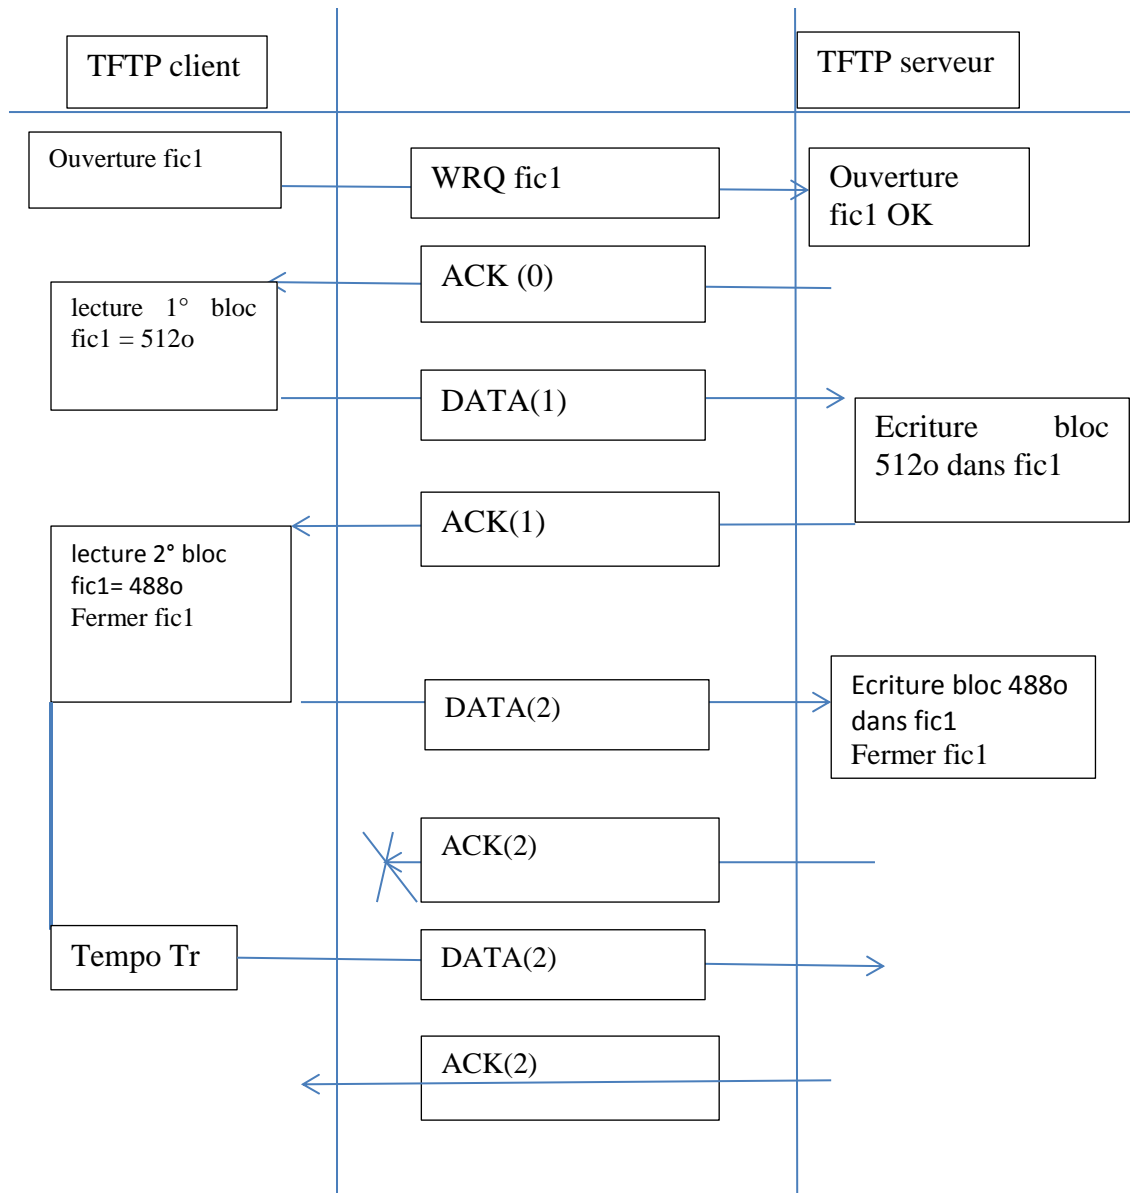 TFTP client
TFTP serveur
Ouverture fic1
WRQ fic1
Ouverture
fic1 OK
ACK (0)
lecture 1° bloc
fic1 = 512o
DATA(1)
Ecriture bloc
512o dans fic1
ACK(1)
lecture 2° bloc
fic1= 488o
Fermer fic1
DATA(2)
Ecriture bloc 488o
dans fic1
Fermer fic1
ACK(2)
Tempo Tr
DATA(2)
ACK(2)